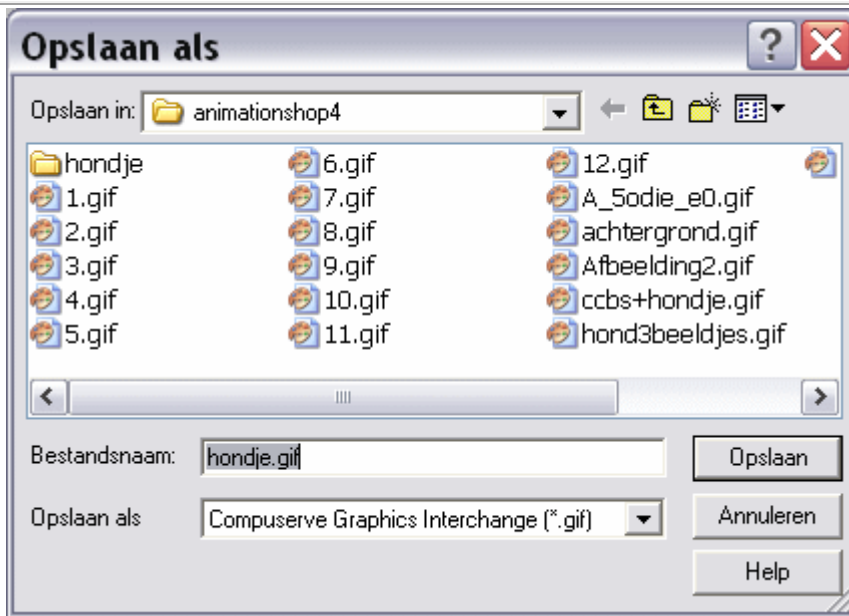 Opslaan als
Opslaan in: animationshop4
hondje 6.gif 12.gif
1.gif 7.gif A_5odie_e0.gif
2.gif 8.gif achtergrond.gif
3.gif 9.gif Afbeelding2.gif
4.gif 10.gif ccbs+hondje.gif
5.gif 11.gif hond3beeldjes.gif
Bestandsnaam: hondje.gif Opslaan
Opslaan als Compuserve Graphics Interchange (*.gif) Annuleren
Help